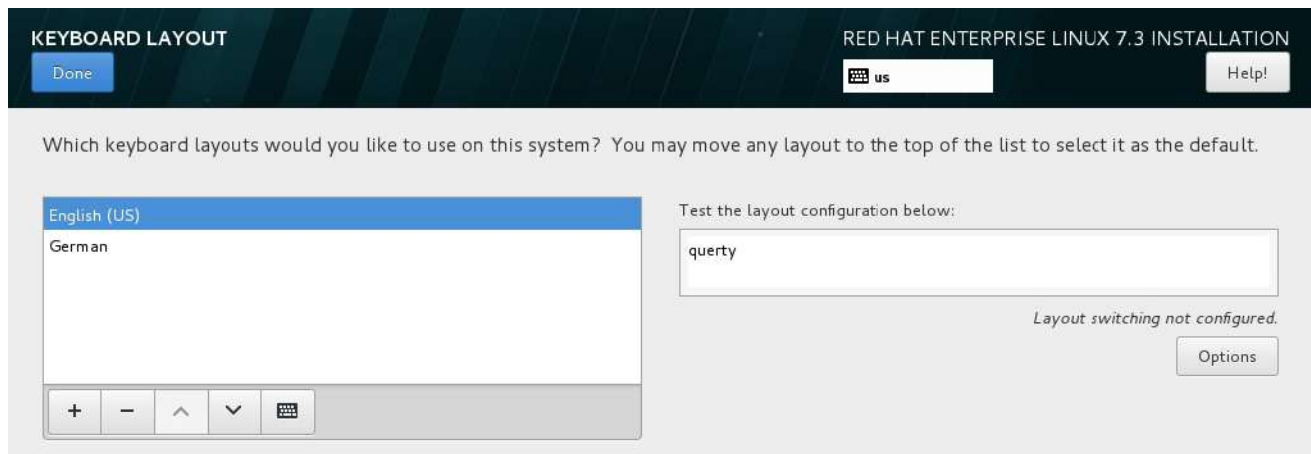 KEYBOARD LAYOUT
RED HAT ENTERPRISE LINUX 7.3 INSTALLATION
Done
us
Help!
Which keyboard layouts would you like to use on this system? You may move any layout to the top of the list to select it as the default.
English (US)
German
Test the layout configuration below:
querty
Layout switching not configured.
Options